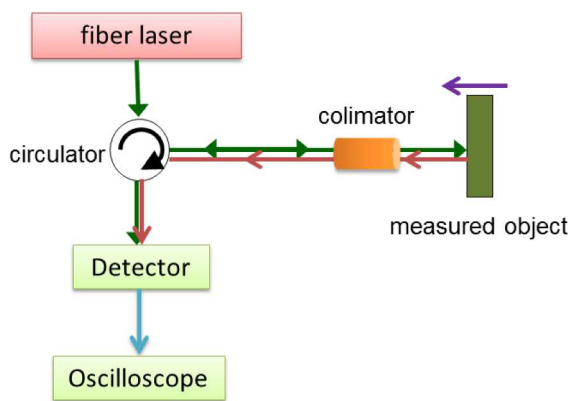 fiber laser
colimator
circulator
measured object
Detector
Oscilloscope